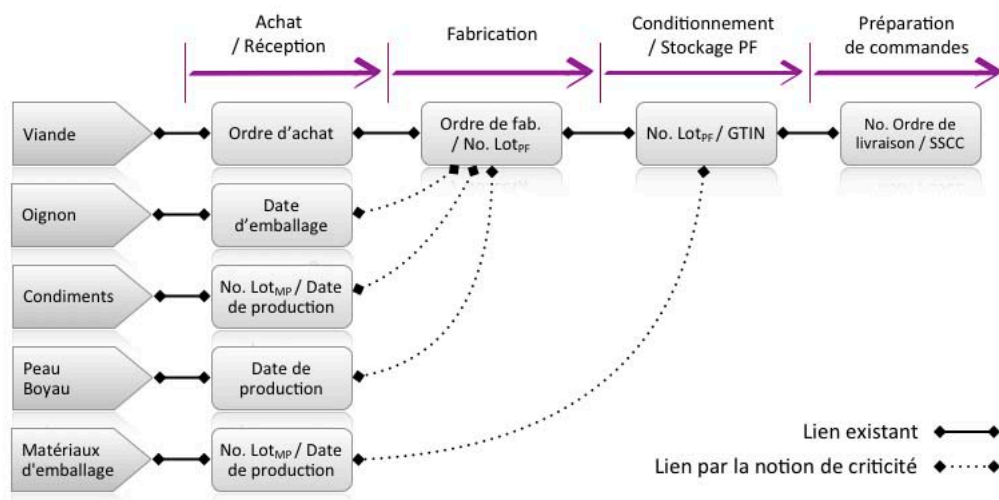 Achat
/ Réception
Fabrication
Conditionnement
/ Stockage PF
Préparation
de commandes
Viande
Ordre d'achat
Ordre de fab.
/ No. LotPF
No. LotPF / GTIN
No. Ordre de
livraison / SSCC
Oignon
Date
d'emballage
Condiments
No. LotMP / Date
de production
Peau
Boyau
Date de
production
Matériaux
d'emballage
No. LotMP / Date
de production
Lien existant
Lien par la notion de criticité